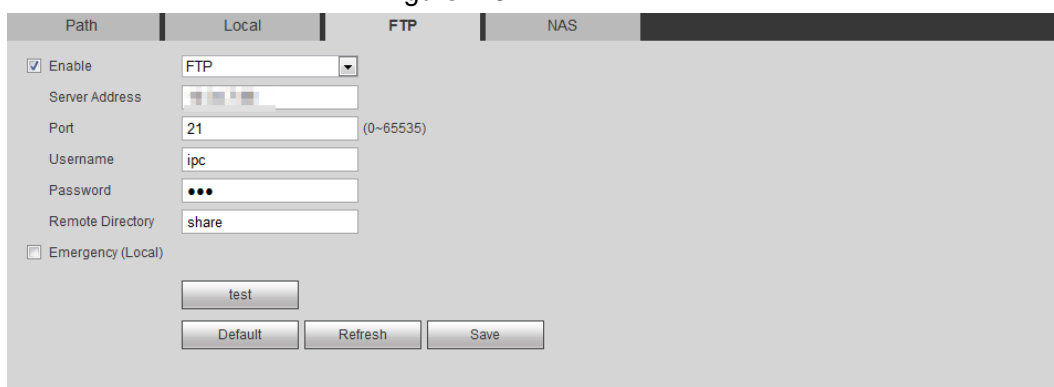 Path Local FTP NAS
Enable FTP
Server Address
Port 21 (0~65535)
Username ipc
Password ●●●
Remote Directory share
Emergency (Local)
test
Default Refresh Save